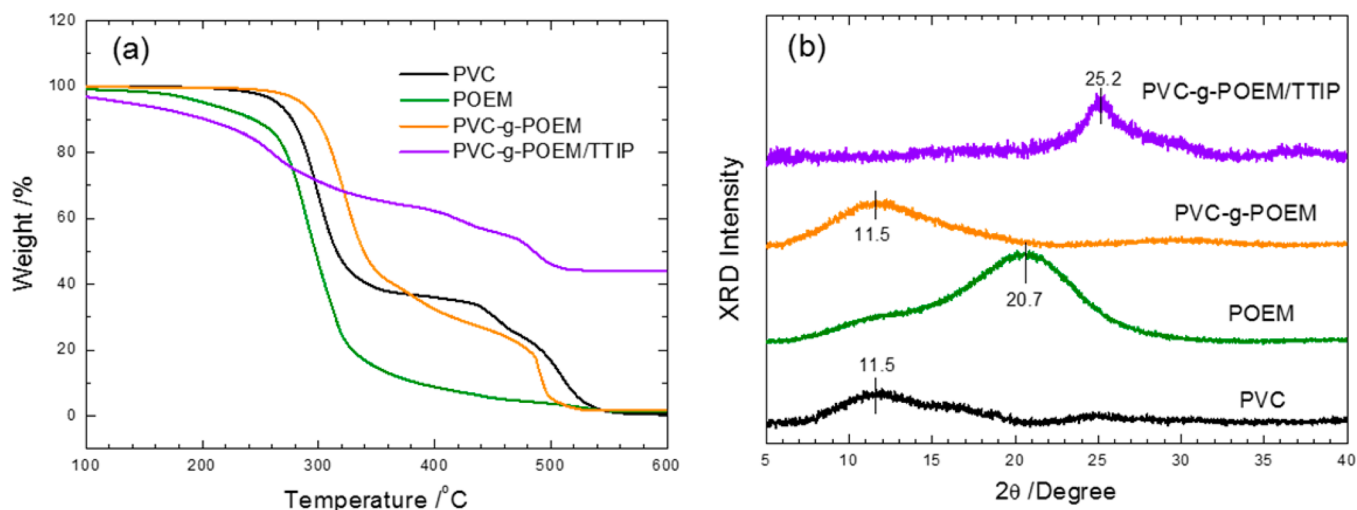 (a)
120
100
80
60
40
20
0
Weight /%
PVC
POEM
PVC-g-POEM
PVC-g-POEM/TTIP
100 200 300 400 500 600
Temperature /°C
(b)
25.2
PVC-g-POEM/TTIP
PVC-g-POEM
11.5
20.7
POEM
11.5
PVC
XRD Intensity
5 10 15 20 25 30 35 40
2θ /Degree